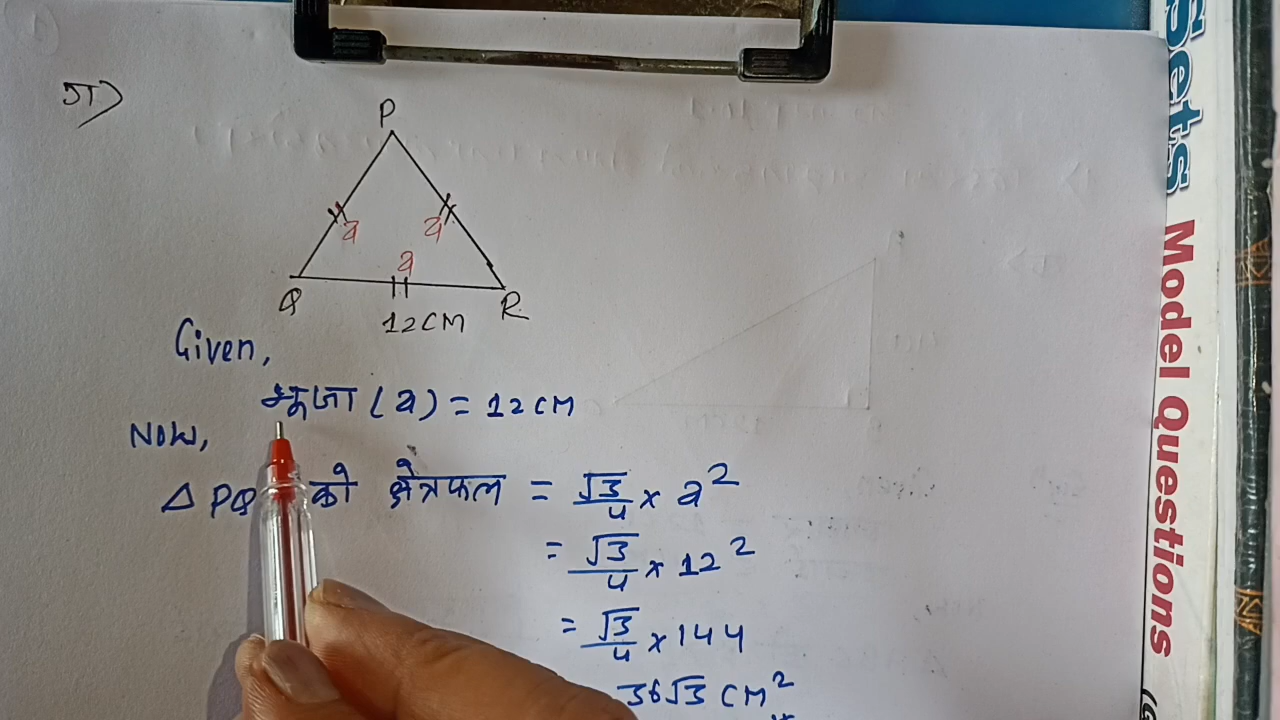 ज)
P
a a
a
Q R
12 CM
Given,
भूजा (a) = 12 CM
Now,
Δ PQ को क्षेत्रफल = √3/4 × a²
= √3/4 × 12²
= √3/4 × 144
36√3 CM²
Sets Model Questions